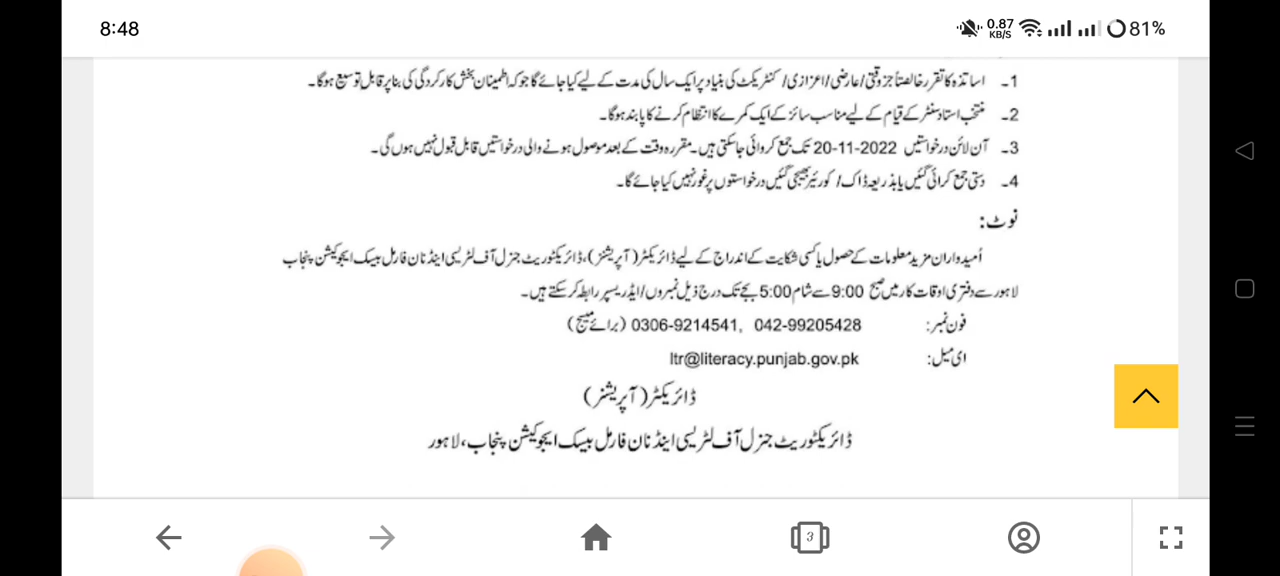 8:48 0.87 KB/S 81%
1۔ اساتذہ کا تقرر خالصتاً جزوقتی/عارضی/اعزازی/کنٹریکٹ کی بنیاد پر ایک سال کی مدت کے لیے کیا جائے گا جو کہ اطمینان بخش کارکردگی کی بنا پر قابل توسیع ہوگا۔
2۔ منتخب استاد سنٹر کے قیام کے لیے مناسب سائز کے ایک کمرے کا انتظام کرنے کا پابند ہوگا۔
3۔ آن لائن درخواستیں 20-11-2022 تک جمع کروائی جاسکتی ہیں۔ مقررہ وقت کے بعد موصول ہونے والی درخواستیں قابل قبول نہیں ہوں گی۔
4۔ دستی جمع کرائی گئیں یا بذریعہ ڈاک/کورئیر بھیجی گئیں درخواستوں پر غور نہیں کیا جائے گا۔
نوٹ:
اُمیدواران مزید معلومات کے حصول یا کسی شکایت کے اندراج کے لیے ڈائریکٹر (آپریشنز)، ڈائریکٹوریٹ جنرل آف لٹریسی اینڈ نان فارمل بیسک ایجوکیشن پنجاب
لاہور سے دفتری اوقات کار میں صبح 9:00 سے شام 5:00 بجے تک درج ذیل نمبروں/ایڈریس پر رابطہ کر سکتے ہیں۔
فون نمبر: 042-99205428 ,0306-9214541 (برائے میسج)
ای میل: ltr@literacy.punjab.gov.pk
ڈائریکٹر (آپریشنز)
ڈائریکٹوریٹ جنرل آف لٹریسی اینڈ نان فارمل بیسک ایجوکیشن پنجاب، لاہور
3